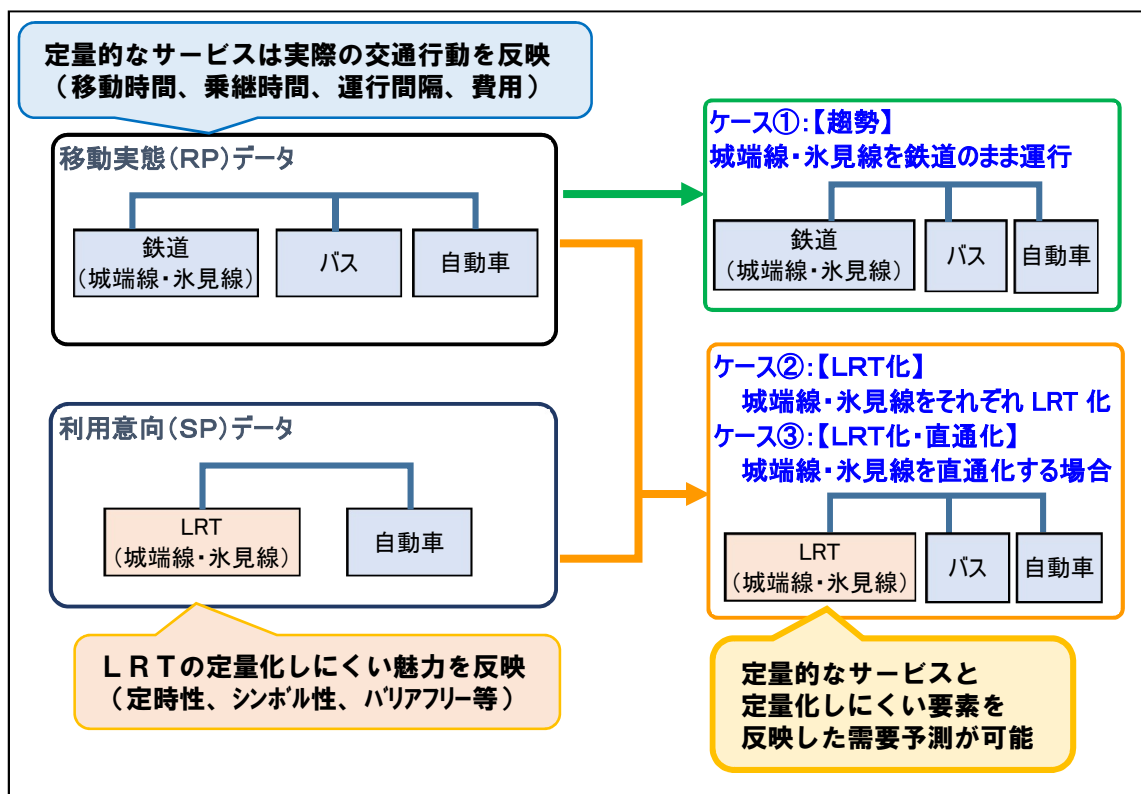 定量的なサービスは実際の交通行動を反映
(移動時間、乗継時間、運行間隔、費用)
移動実態(RP)データ
鉄道
(城端線・氷見線)
バス
自動車
ケース①:【趨勢】
城端線・氷見線を鉄道のまま運行
鉄道
(城端線・氷見線)
バス
自動車
利用意向(SP)データ
LRT
(城端線・氷見線)
自動車
LRTの定量化しにくい魅力を反映
(定時性、シンボル性、バリアフリー等)
ケース②:【LRT化】
城端線・氷見線をそれぞれ LRT 化
ケース③:【LRT化・直通化】
城端線・氷見線を直通化する場合
LRT
(城端線・氷見線)
バス
自動車
定量的なサービスと
定量化しにくい要素を
反映した需要予測が可能